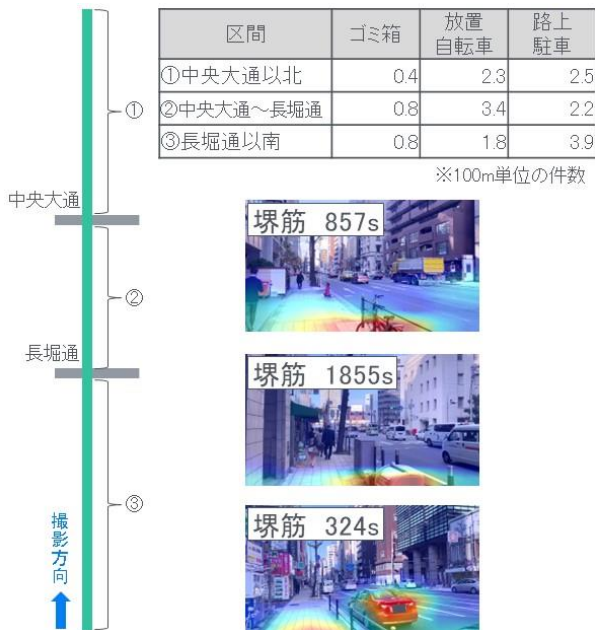 区間 ゴミ箱 放置自転車 路上駐車
①中央大通以北 0.4 2.3 2.5
②中央大通～長堀通 0.8 3.4 2.2
③長堀通以南 0.8 1.8 3.9
※100m単位の件数
①
中央大通
堺筋 857s
②
長堀通
堺筋 1855s
③
堺筋 324s
撮影方向